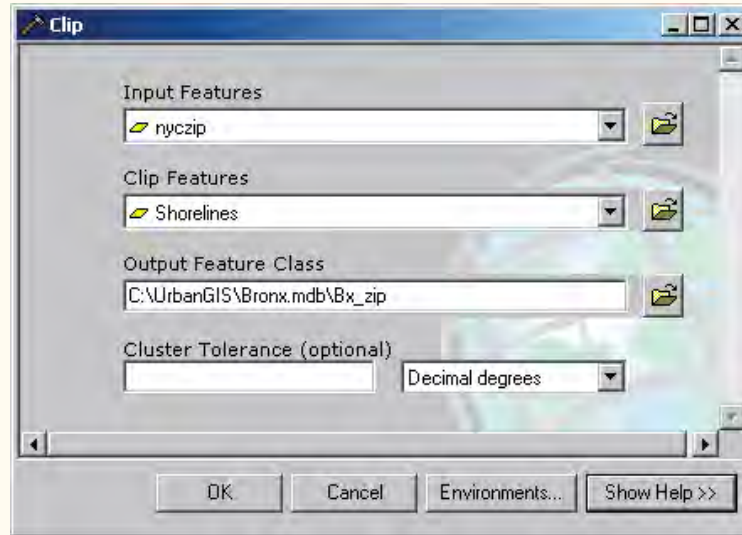 Clip
Input Features
nyczip
Clip Features
Shorelines
Output Feature Class
C:\UrbanGIS\Bronx.mdb\Bx_zip
Cluster Tolerance (optional)
Decimal degrees
OK Cancel Environments... Show Help >>